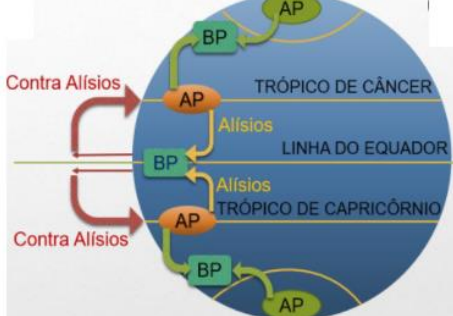 AP
BP
Contra Alísios
AP
TRÓPICO DE CÂNCER
Alísios
LINHA DO EQUADOR
BP
Alísios
AP
TRÓPICO DE CAPRICÓRNIO
Contra Alísios
BP
AP